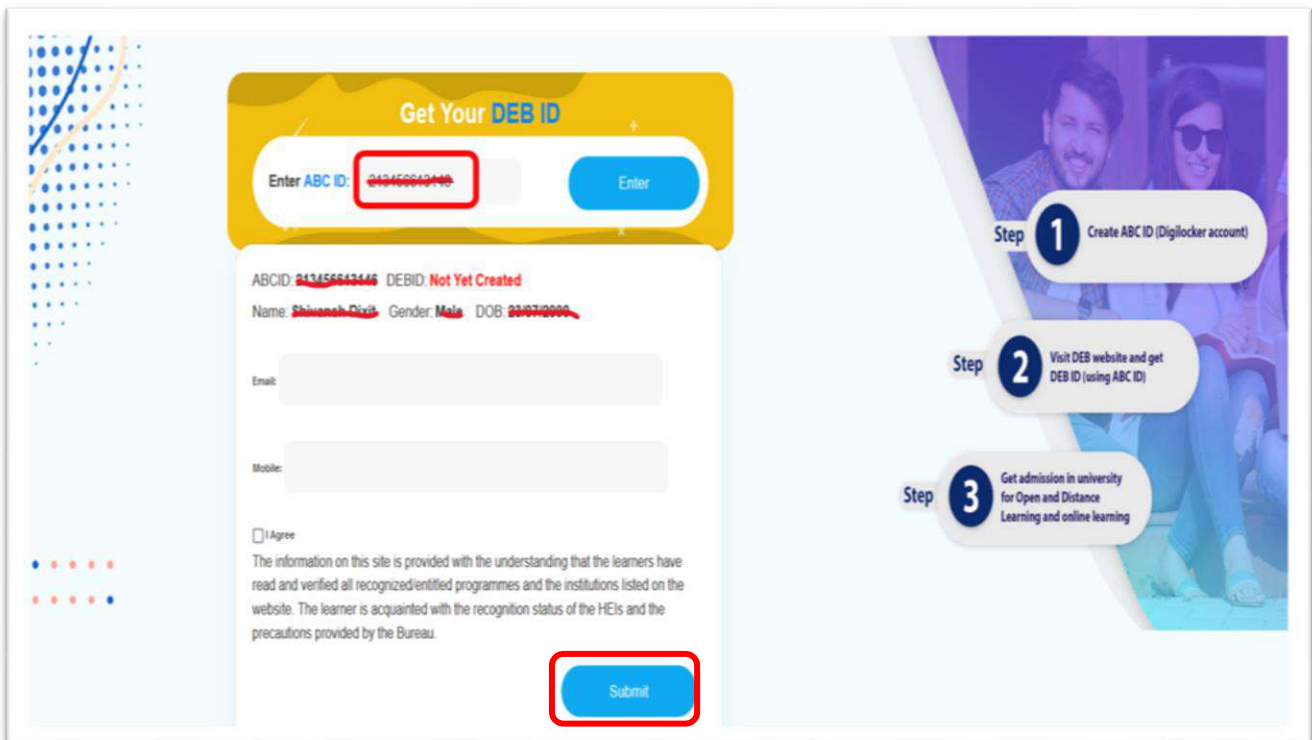 Get Your DEB ID
Enter ABC ID:
Enter
ABCID: DEBID: Not Yet Created
Name: Gender: Male DOB:
Email:
Mobile:
I Agree
The information on this site is provided with the understanding that the learners have
read and verified all recognized/entitled programmes and the institutions listed on the
website. The learner is acquainted with the recognition status of the HEIs and the
precautions provided by the Bureau.
Submit
Step 1 Create ABC ID (Digilocker account)
Step 2 Visit DEB website and get
DEB ID (using ABC ID)
Step 3 Get admission in university
for Open and Distance
Learning and online learning